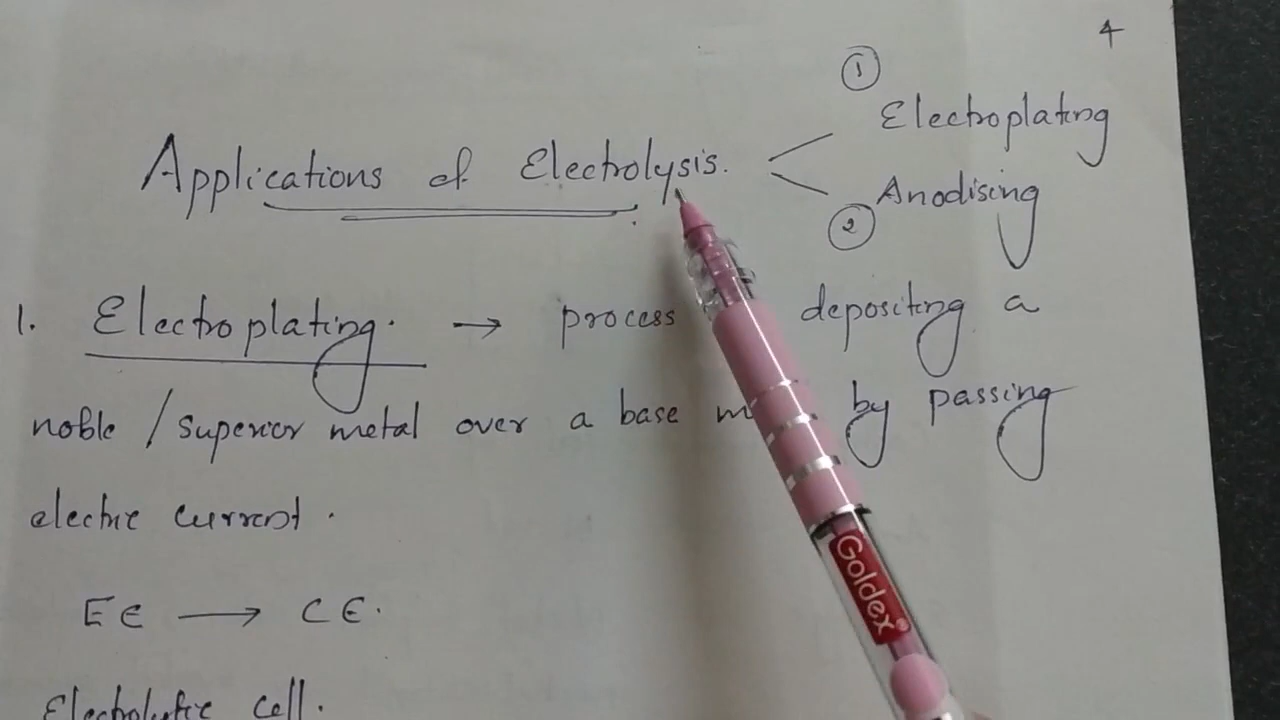 4
Applications of Electrolysis.
① Electroplating
② Anodising
1. Electroplating. → process depositing a
noble / superior metal over a base m by passing
electric current.
EE → CE.
Electrolytic cell.
Goldex®